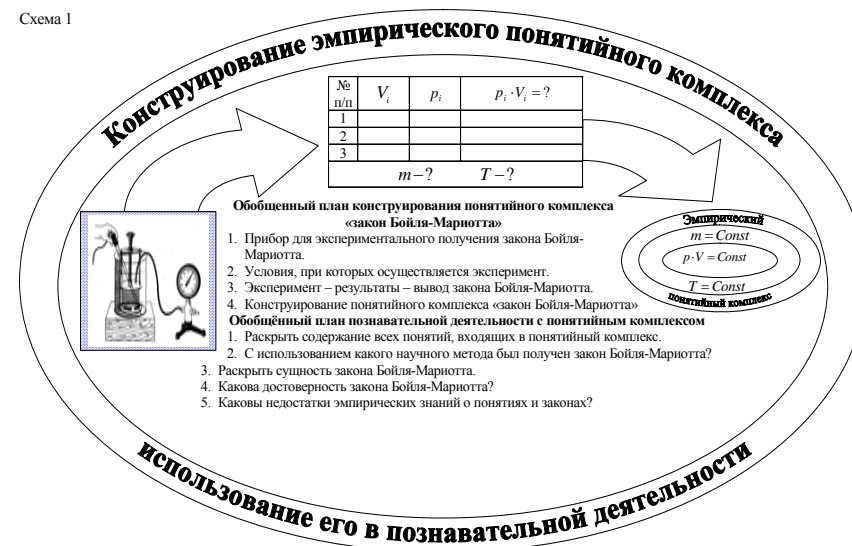 Схема 1
Конструирование эмпирического понятийного комплекса
№ п/п V_i p_i p_i · V_i = ?
1
2
3
m – ? T – ?
Обобщенный план конструирования понятийного комплекса
«закон Бойля-Мариотта»
1. Прибор для экспериментального получения закона Бойля-
Мариотта.
2. Условия, при которых осуществляется эксперимент.
3. Эксперимент – результаты – вывод закона Бойля-Мариотта.
4. Конструирование понятийного комплекса «закон Бойля-Мариотта»
Эмпирический
m = Const
p · V = Const
T = Const
понятийный комплекс
Обобщённый план познавательной деятельности с понятийным комплексом
1. Раскрыть содержание всех понятий, входящих в понятийный комплекс.
2. С использованием какого научного метода был получен закон Бойля-Мариотта?
3. Раскрыть сущность закона Бойля-Мариотта.
4. Какова достоверность закона Бойля-Мариотта?
5. Каковы недостатки эмпирических знаний о понятиях и законах?
использование его в познавательной деятельности